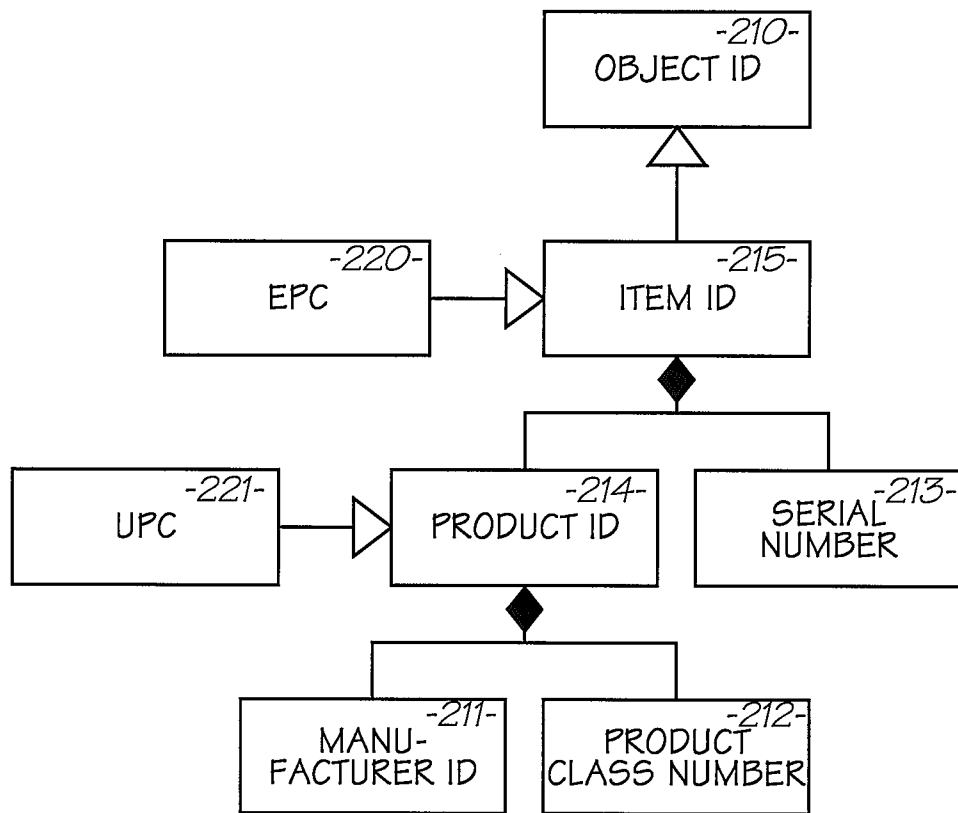 -210-
OBJECT ID
-220-
EPC
-215-
ITEM ID
-221-
UPC
-214-
PRODUCT ID
-213-
SERIAL
NUMBER
-211-
MANU-
FACTURER ID
-212-
PRODUCT
CLASS NUMBER